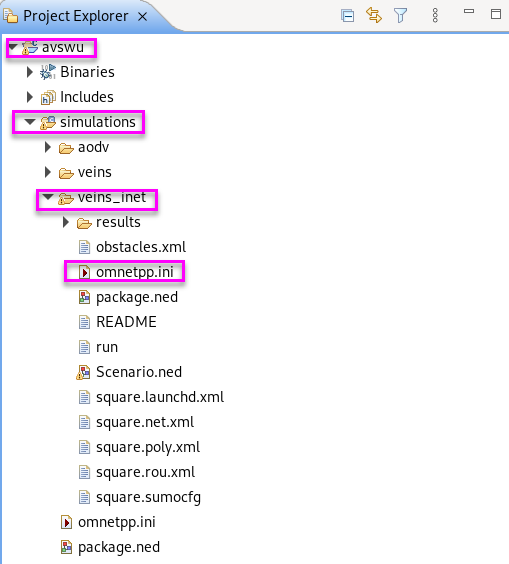 Project Explorer
avswu
Binaries
Includes
simulations
aodv
veins
veins_inet
results
obstacles.xml
omnetpp.ini
package.ned
README
run
Scenario.ned
square.launchd.xml
square.net.xml
square.poly.xml
square.rou.xml
square.sumocfg
omnetpp.ini
package.ned